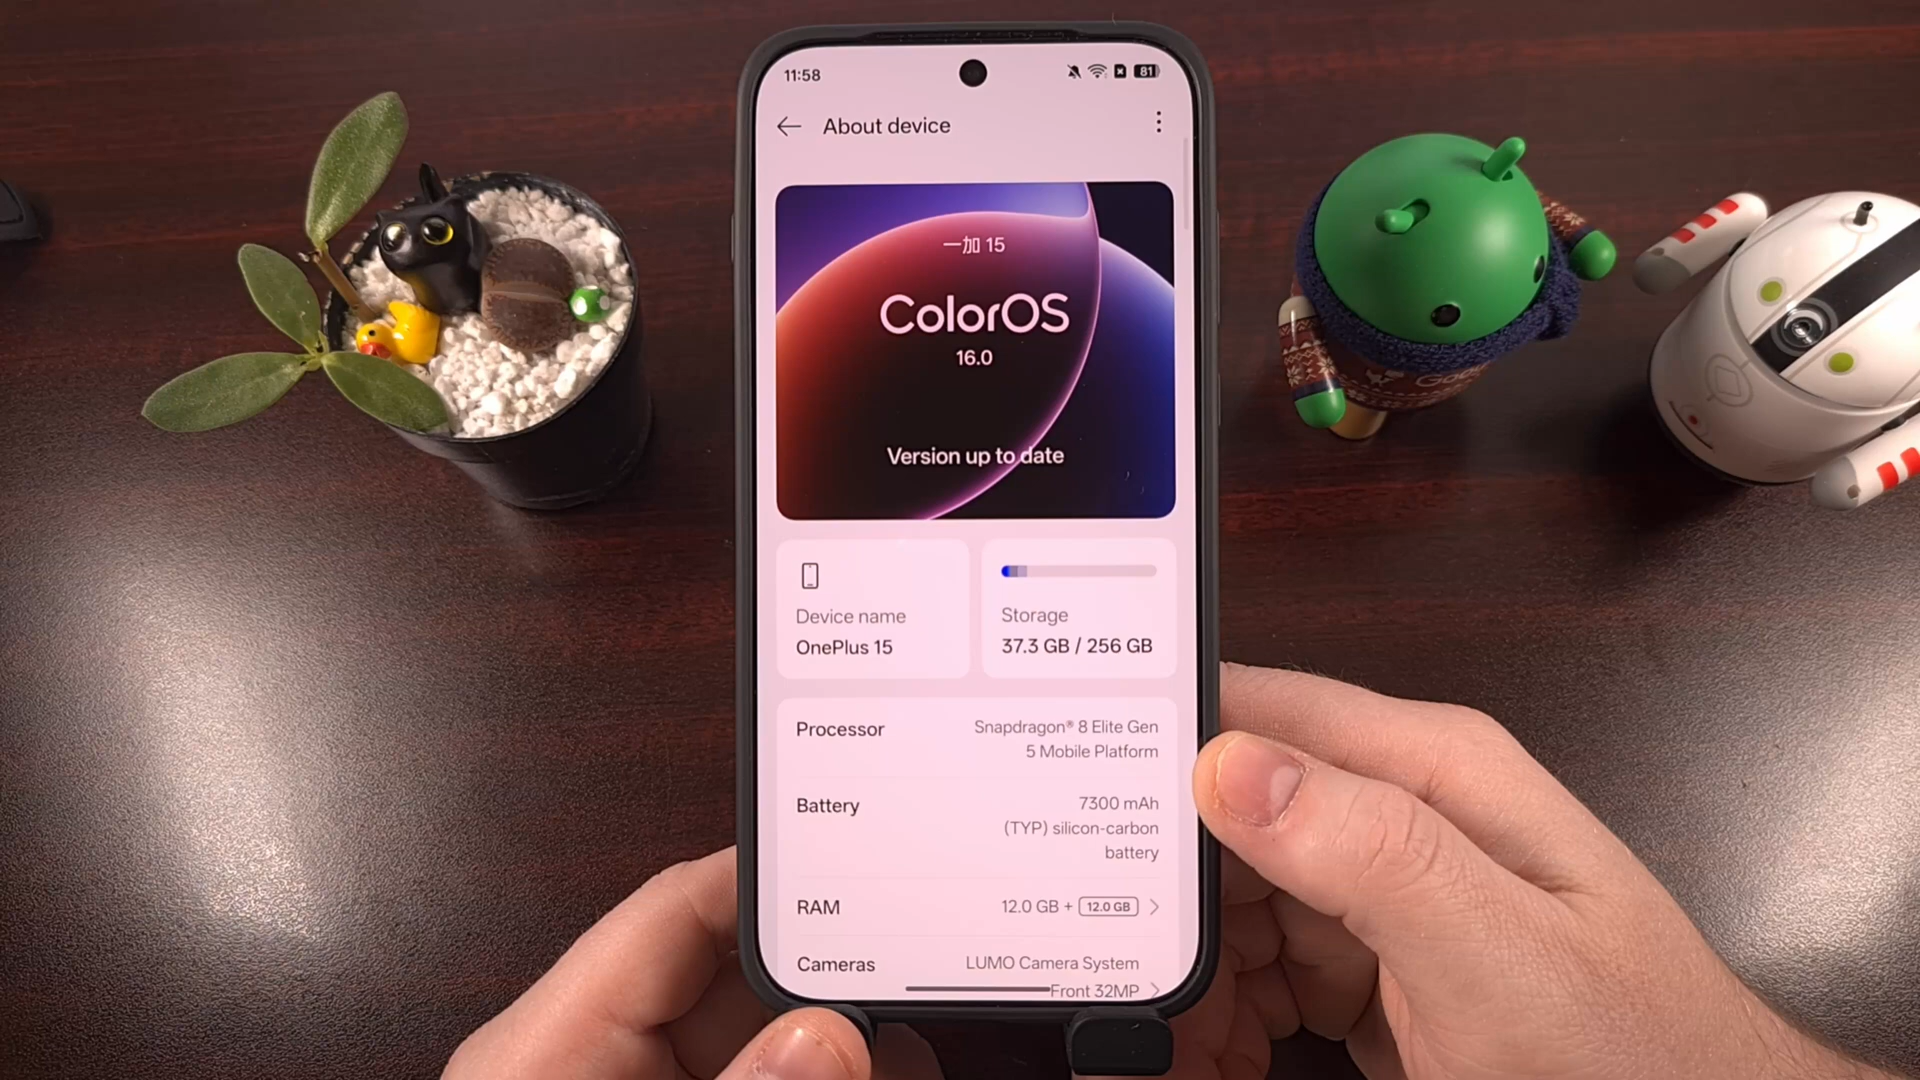 11:58
81
About device
一加 15
ColorOS
16.0
Version up to date
Device name
OnePlus 15
Storage
37.3 GB / 256 GB
Processor
Snapdragon® 8 Elite Gen
5 Mobile Platform
Battery
7300 mAh
(TYP) silicon-carbon
battery
RAM
12.0 GB + 12.0 GB
Cameras
LUMO Camera System
Front 32MP